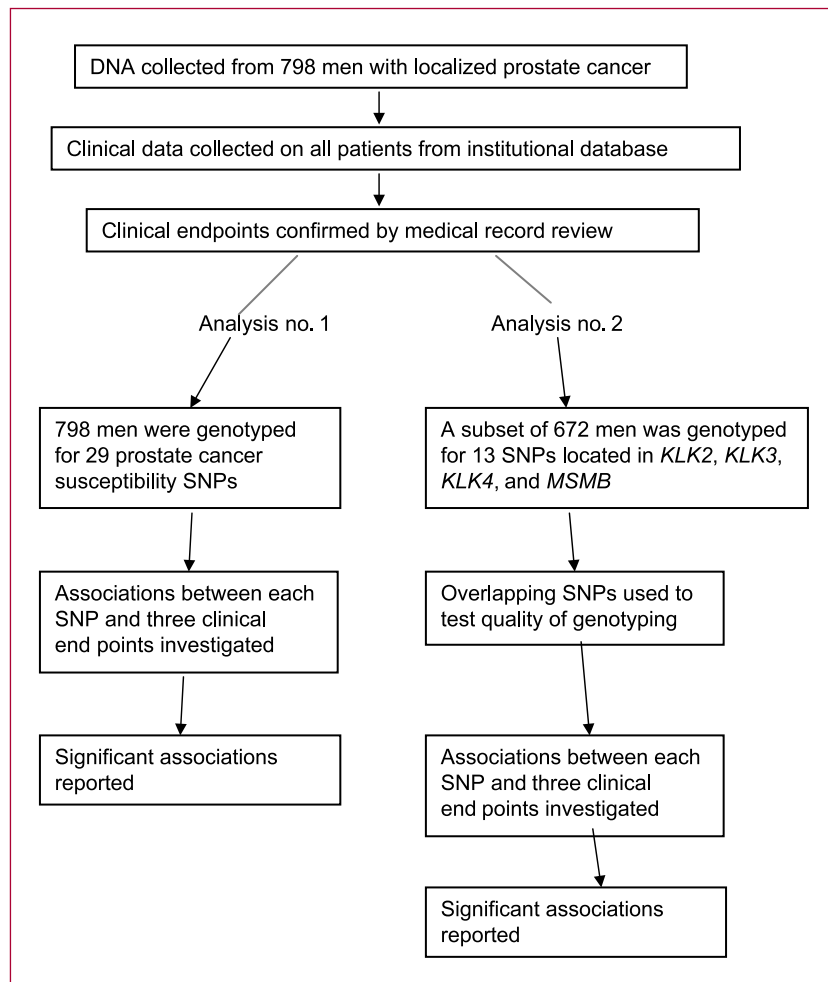 DNA collected from 798 men with localized prostate cancer
Clinical data collected on all patients from institutional database
Clinical endpoints confirmed by medical record review
Analysis no. 1
798 men were genotyped
for 29 prostate cancer
susceptibility SNPs
Associations between each
SNP and three clinical
end points investigated
Significant associations
reported
Analysis no. 2
A subset of 672 men was genotyped
for 13 SNPs located in KLK2, KLK3,
KLK4, and MSMB
Overlapping SNPs used to
test quality of genotyping
Associations between each
SNP and three clinical
end points investigated
Significant associations
reported